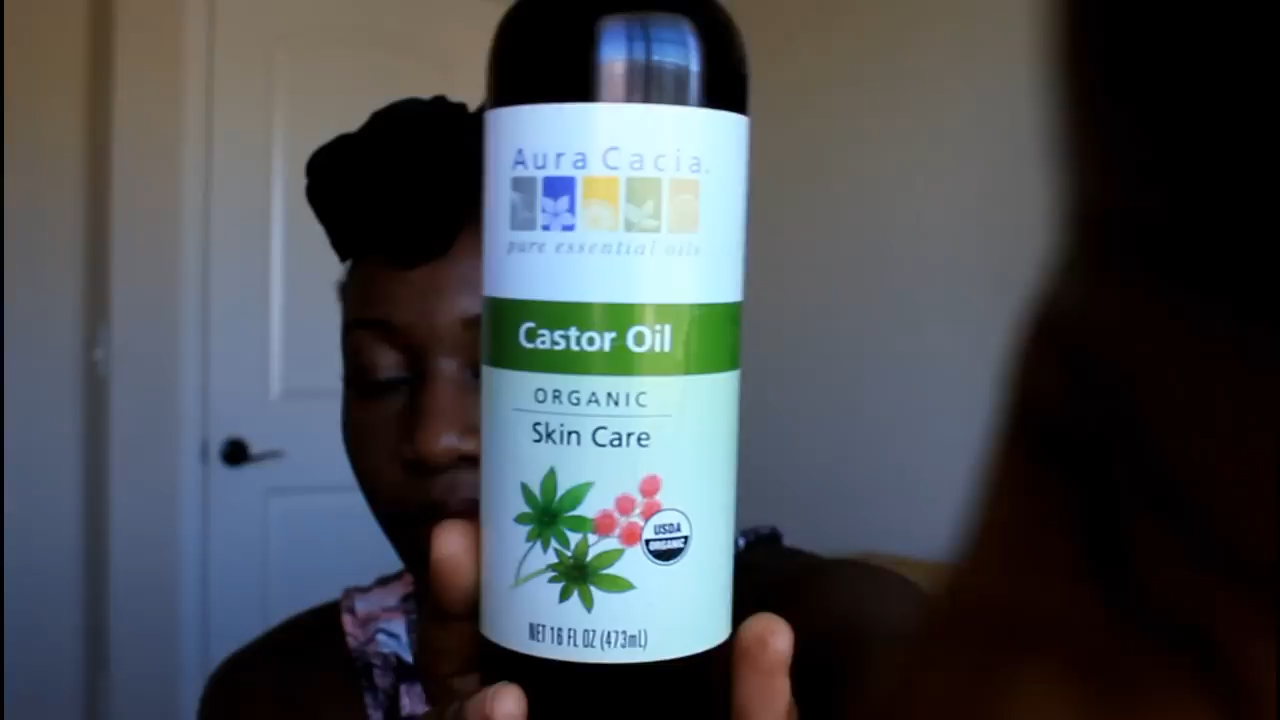 Aura Cacia.
pure essential oils
Castor Oil
ORGANIC
Skin Care
USDA
ORGANIC
NET 16 FL OZ (473mL)